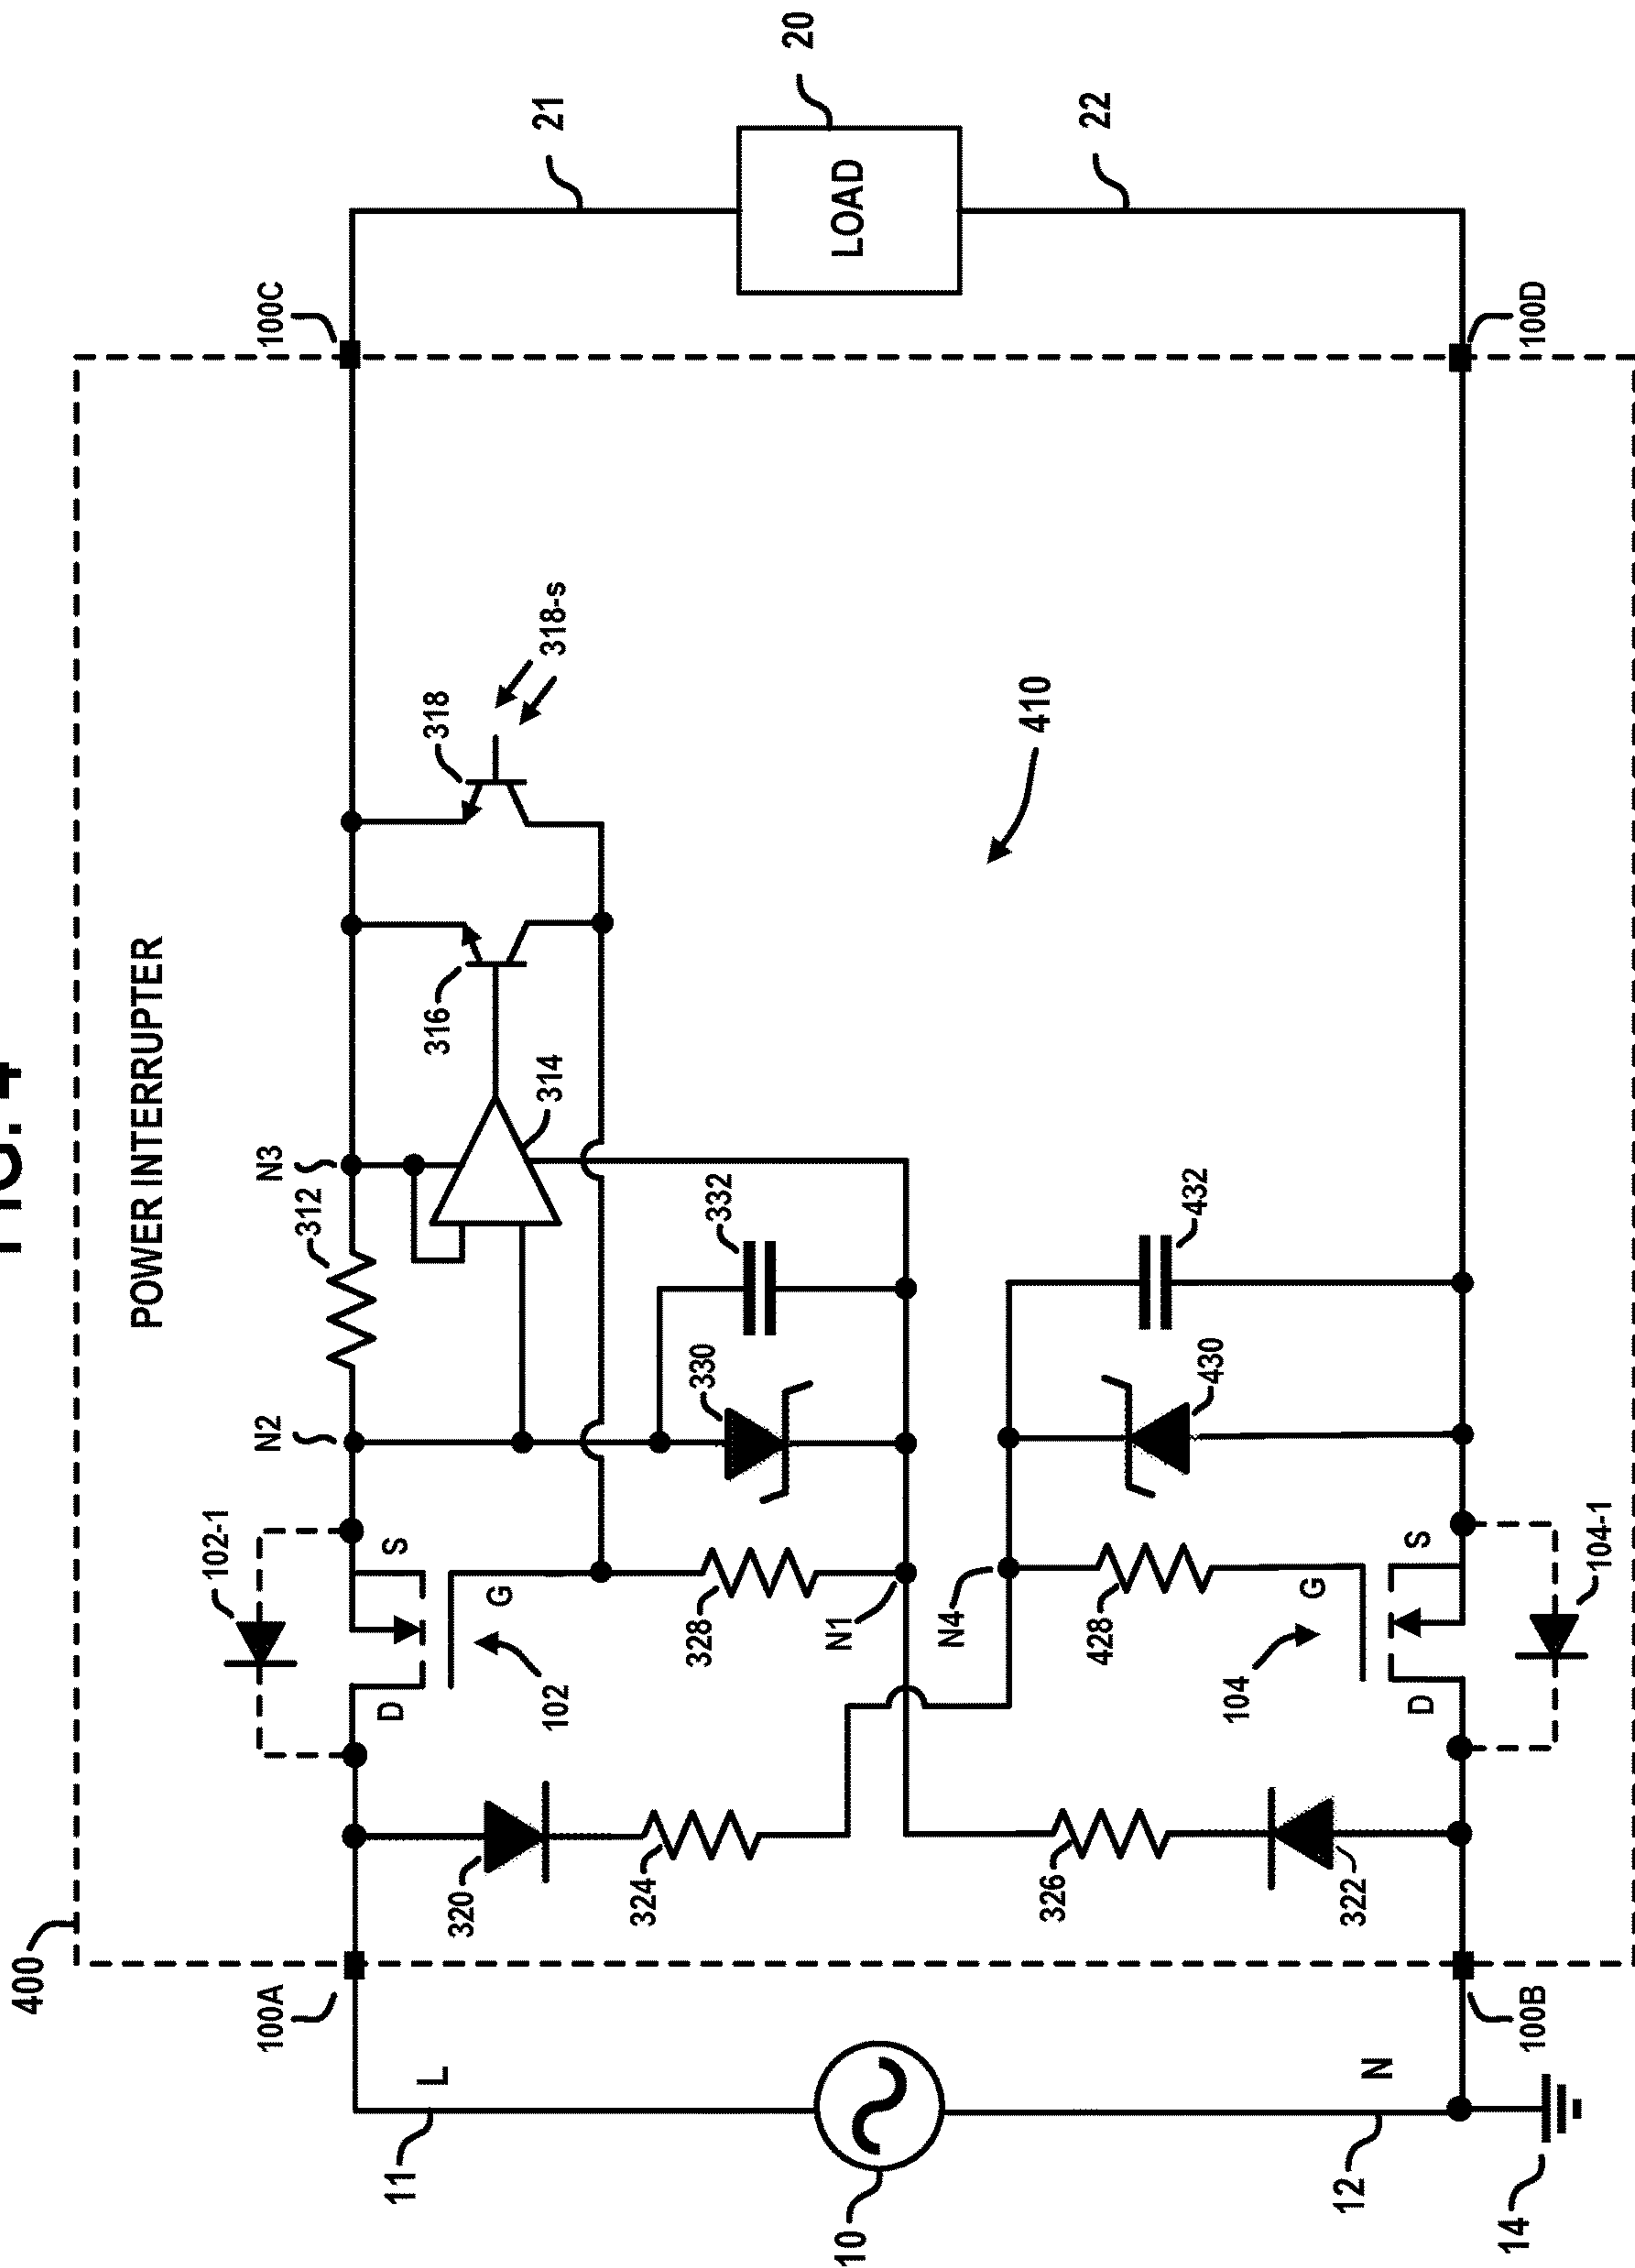 FIG. 4
400
POWER INTERRUPTER
102-1
N2
312
N3
100A
100C
L
11
D
S
G
102
320
324
328
330
332
314
316
318
318-s
21
20
LOAD
22
10
N1
N4
410
326
322
428
430
432
104
G
D
S
104-1
N
12
14
100B
100D